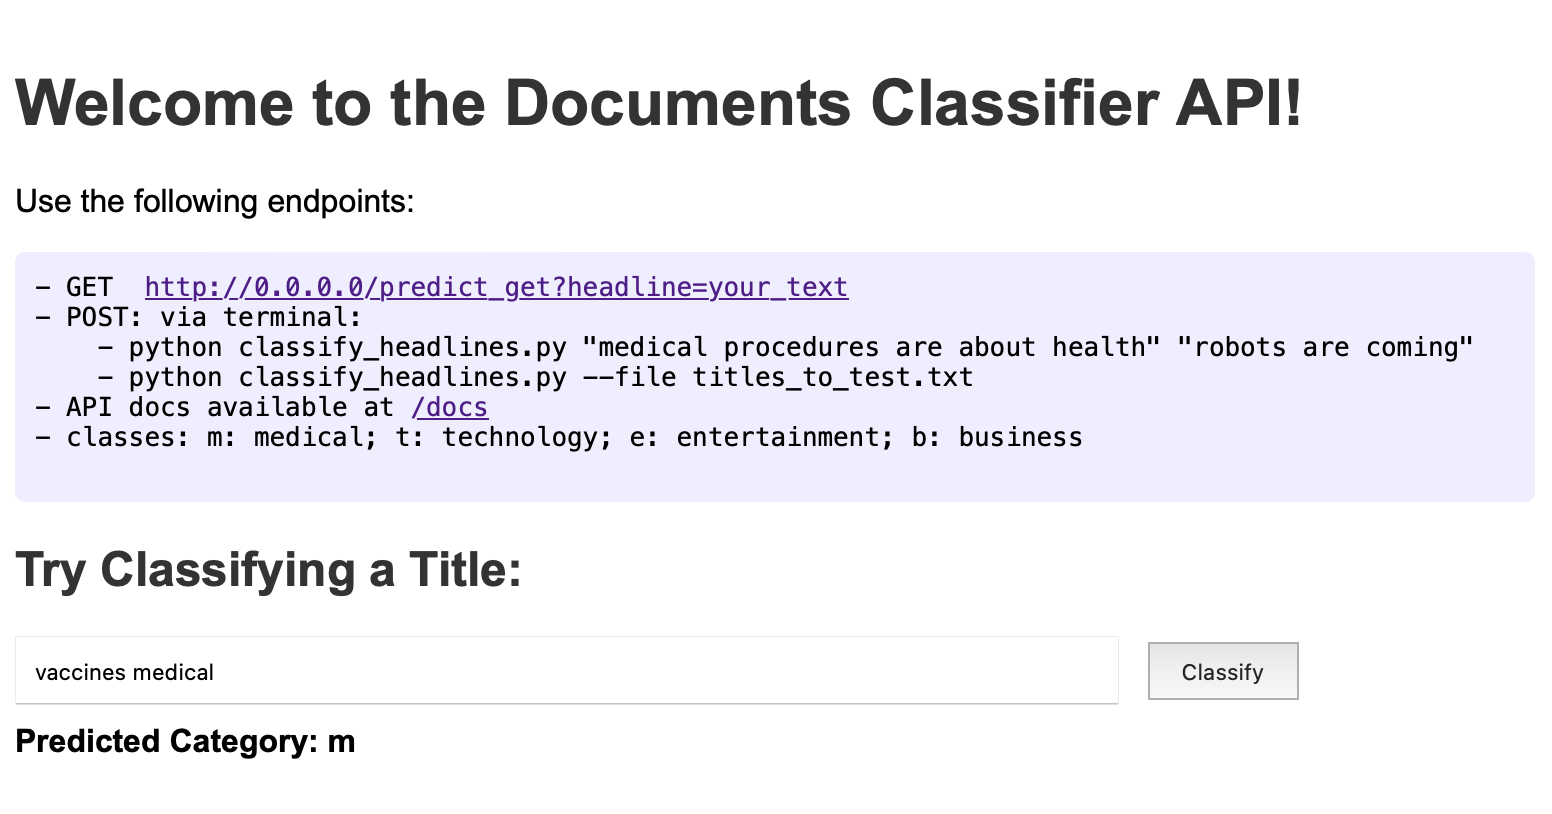 Welcome to the Documents Classifier API!
Use the following endpoints:
- GET  http://0.0.0.0/predict_get?headline=your_text
- POST: via terminal:
    - python classify_headlines.py "medical procedures are about health" "robots are coming"
    - python classify_headlines.py --file titles_to_test.txt
- API docs available at /docs
- classes: m: medical; t: technology; e: entertainment; b: business
Try Classifying a Title:
vaccines medical
Classify
Predicted Category: m